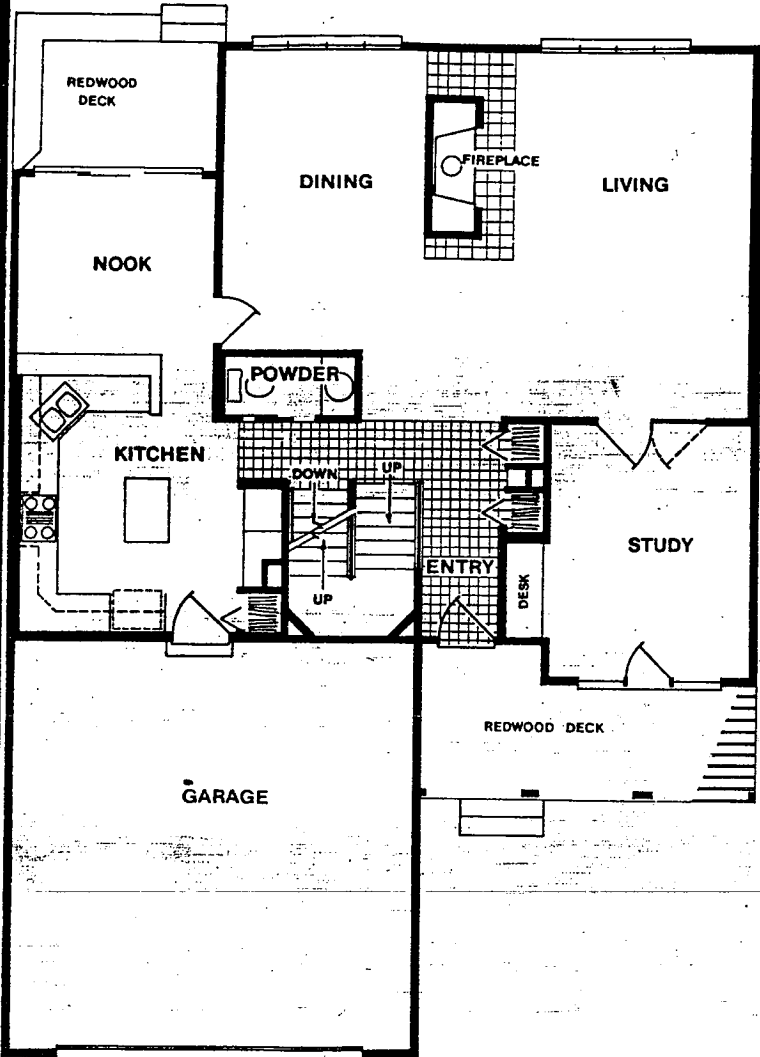 REDWOOD
DECK
DINING
FIREPLACE
LIVING
NOOK
POWDER
KITCHEN
DOWN
UP
STUDY
ENTRY
DESK
UP
REDWOOD DECK
GARAGE